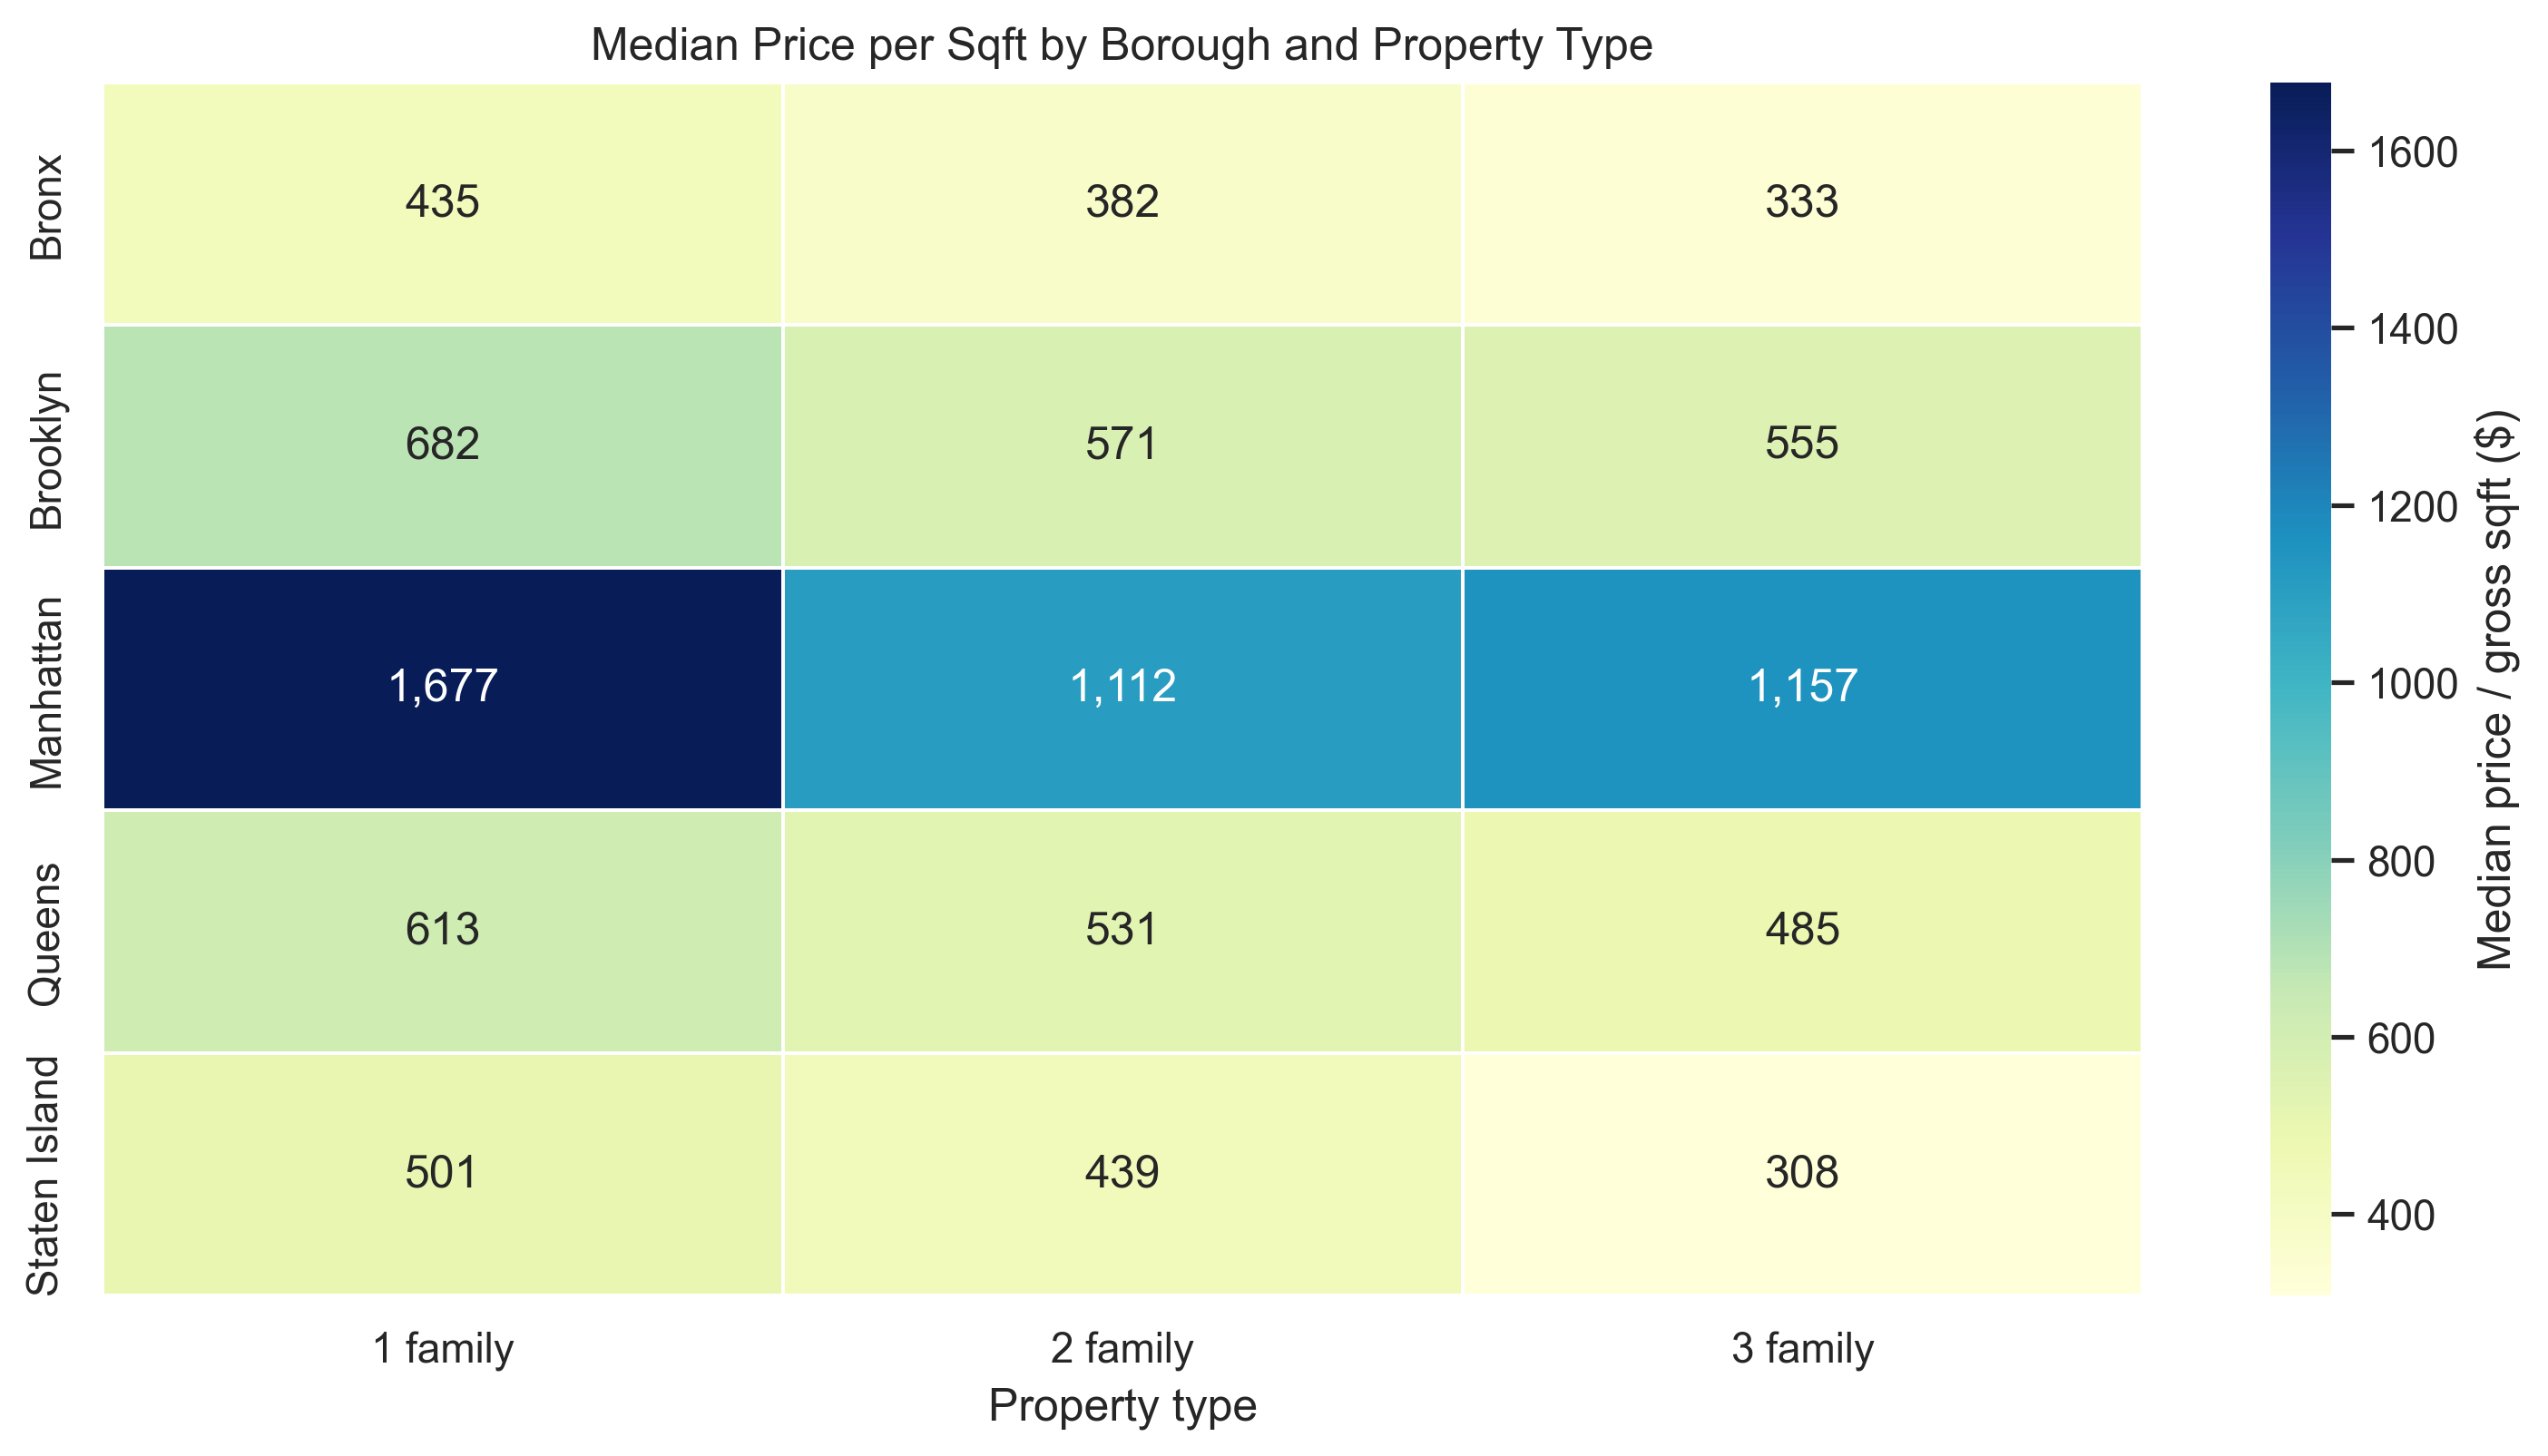 Median Price per Sqft by Borough and Property Type
Bronx
435
382
333
Brooklyn
682
571
555
Manhattan
1,677
1,112
1,157
Queens
613
531
485
Staten Island
501
439
308
1 family
2 family
3 family
Property type
1600
1400
1200
1000
800
600
400
Median price / gross sqft ($)